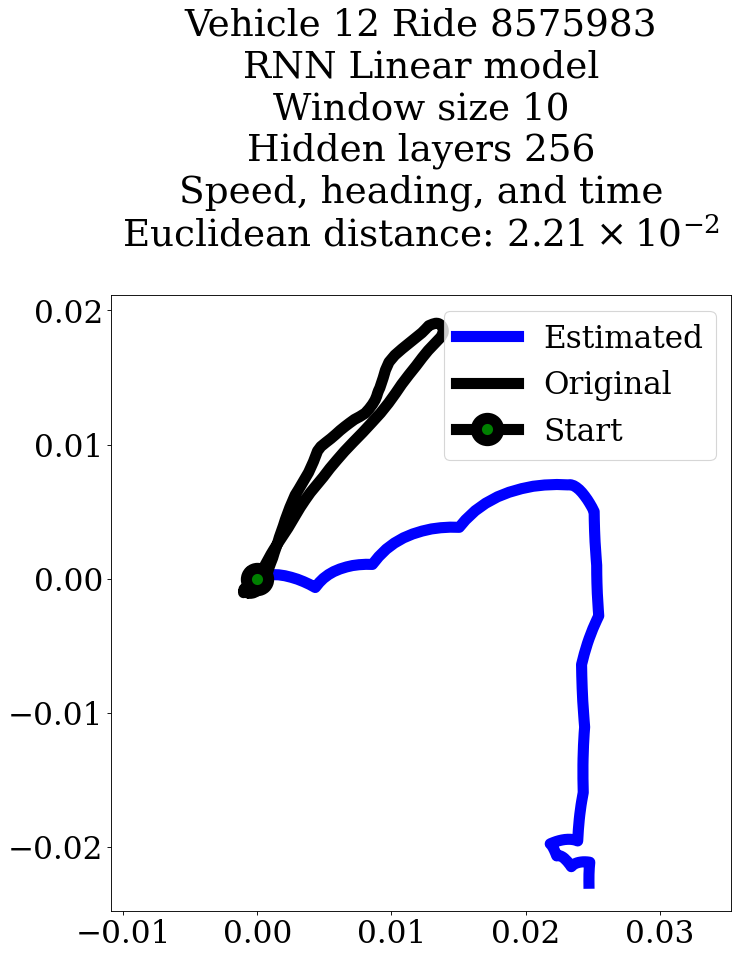 Vehicle 12 Ride 8575983
RNN Linear model
Window size 10
Hidden layers 256
Speed, heading, and time
Euclidean distance: 2.21 × 10⁻²
0.02
0.01
0.00
−0.01
−0.02
Estimated
Original
Start
−0.01 0.00 0.01 0.02 0.03